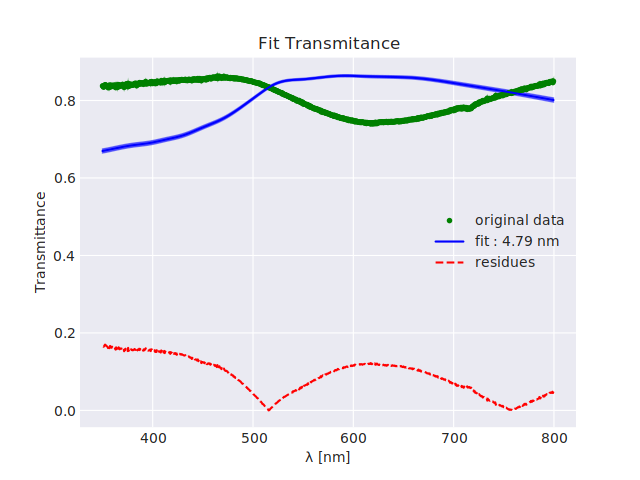 Fit Transmitance
Transmittance
0.8
0.6
0.4
0.2
0.0
original data
fit : 4.79 nm
residues
400 500 600 700 800
λ [nm]